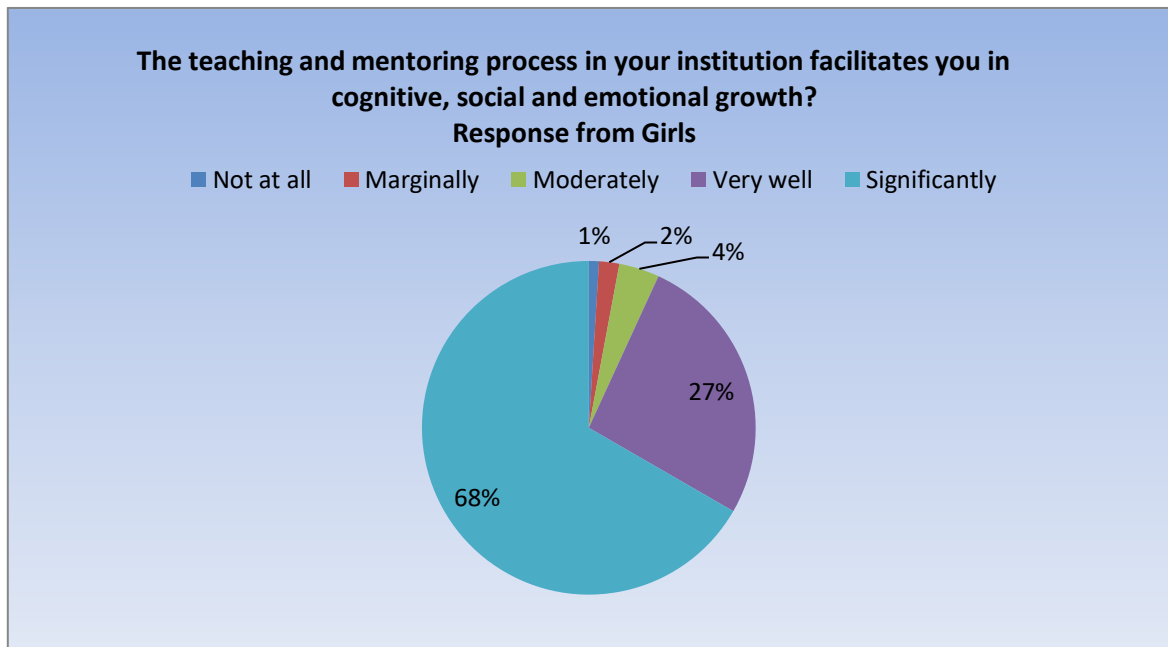 The teaching and mentoring process in your institution facilitates you in
cognitive, social and emotional growth?
Response from Girls
Not at all Marginally Moderately Very well Significantly
1% 2%
4%
27%
68%